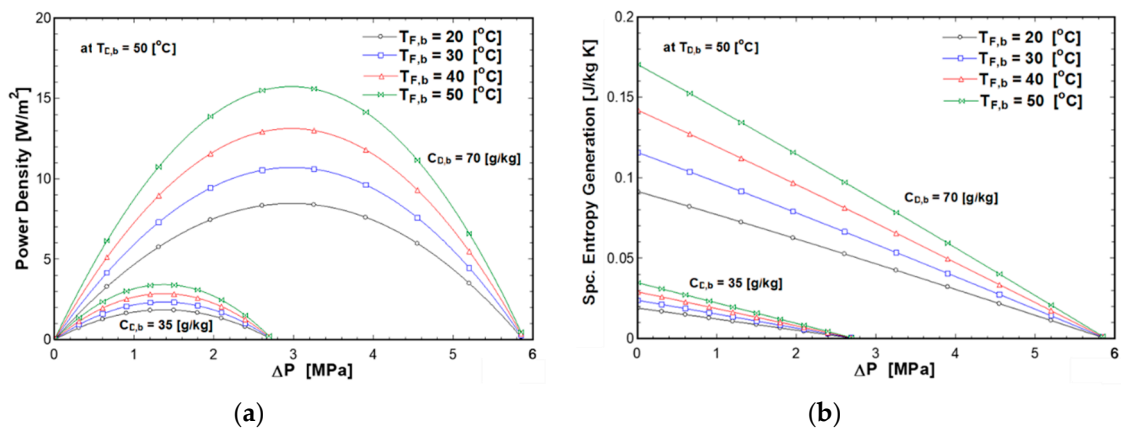 20
15
10
5
0
Power Density [W/m²]
at T_D,b = 50 [°C]
T_F,b = 20 [°C]
T_F,b = 30 [°C]
T_F,b = 40 [°C]
T_F,b = 50 [°C]
C_D,b = 70 [g/kg]
C_D,b = 35 [g/kg]
0 1 2 3 4 5 6
ΔP [MPa]
(a)
0.2
0.15
0.1
0.05
0
Spc. Entropy Generation [J/kg K]
at T_D,b = 50 [°C]
T_F,b = 20 [°C]
T_F,b = 30 [°C]
T_F,b = 40 [°C]
T_F,b = 50 [°C]
C_D,b = 70 [g/kg]
C_D,b = 35 [g/kg]
0 1 2 3 4 5 6
ΔP [MPa]
(b)